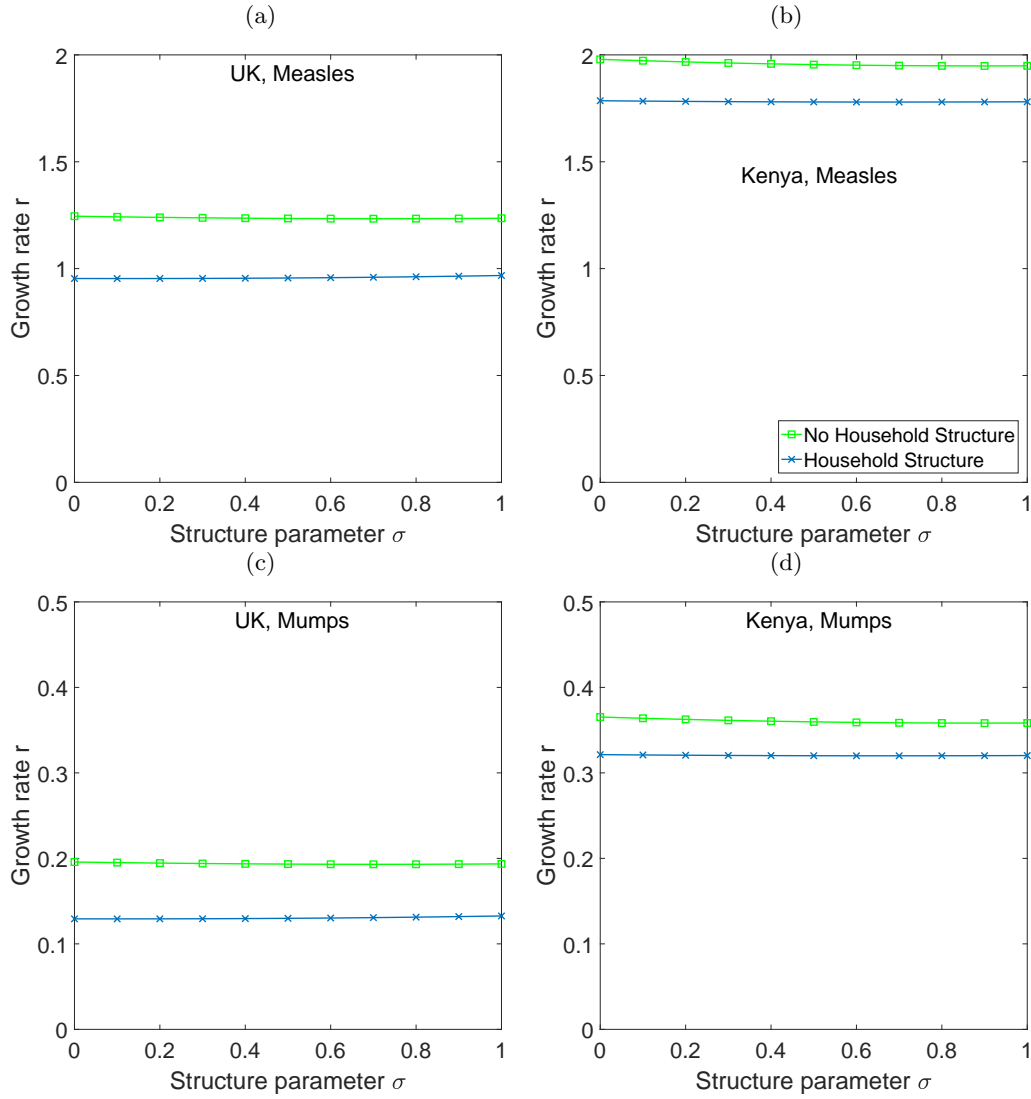 (a)
UK, Measles
2
1.5
1
0.5
0
Growth rate r
0 0.2 0.4 0.6 0.8 1
Structure parameter σ
(b)
Kenya, Measles
2
1.5
1
0.5
0
Growth rate r
No Household Structure
Household Structure
0 0.2 0.4 0.6 0.8 1
Structure parameter σ
(c)
UK, Mumps
0.5
0.4
0.3
0.2
0.1
0
Growth rate r
0 0.2 0.4 0.6 0.8 1
Structure parameter σ
(d)
Kenya, Mumps
0.5
0.4
0.3
0.2
0.1
0
Growth rate r
0 0.2 0.4 0.6 0.8 1
Structure parameter σ